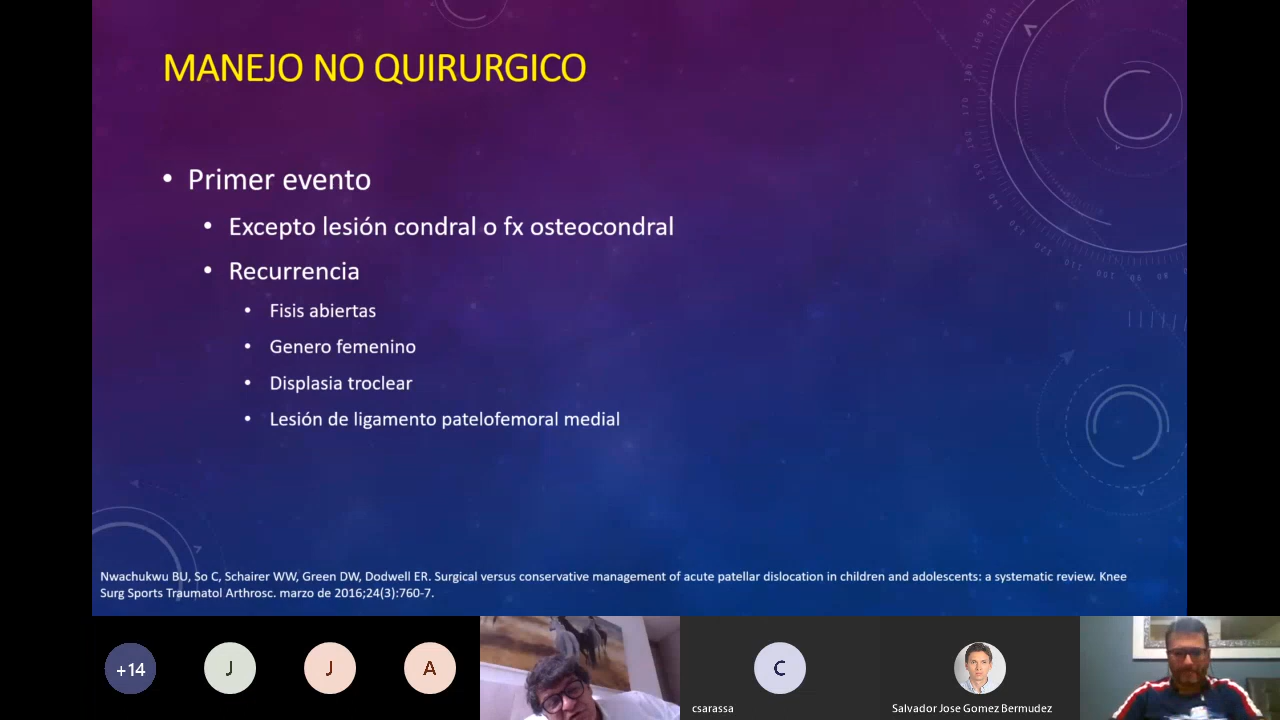 MANEJO NO QUIRURGICO
• Primer evento
• Excepto lesión condral o fx osteocondral
• Recurrencia
• Fisis abiertas
• Genero femenino
• Displasia troclear
• Lesión de ligamento patelofemoral medial
Nwachukwu BU, So C, Schairer WW, Green DW, Dodwell ER. Surgical versus conservative management of acute patellar dislocation in children and adolescents: a systematic review. Knee
Surg Sports Traumatol Arthrosc. marzo de 2016;24(3):760-7.
+14
J
J
A
C
csarassa
Salvador Jose Gomez Bermudez